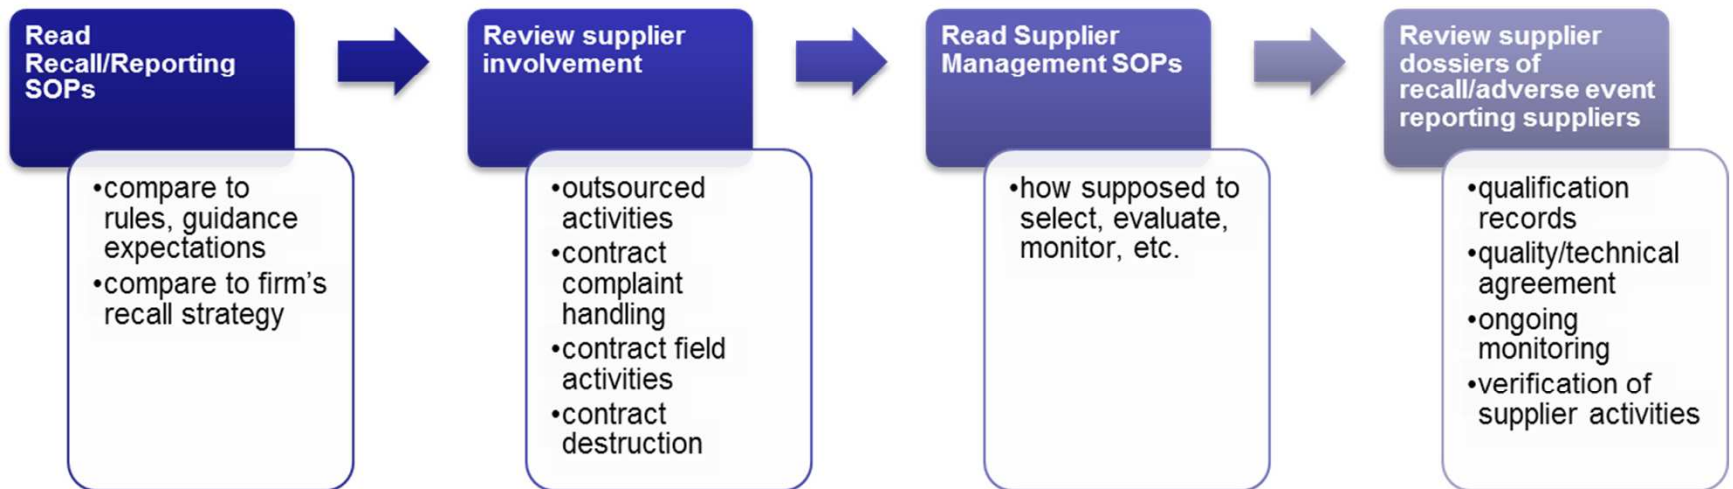 Read
Recall/Reporting
SOPs
•compare to
rules, guidance
expectations
•compare to firm's
recall strategy
Review supplier
involvement
•outsourced
activities
•contract
complaint
handling
•contract field
activities
•contract
destruction
Read Supplier
Management SOPs
•how supposed to
select, evaluate,
monitor, etc.
Review supplier
dossiers of
recall/adverse event
reporting suppliers
•qualification
records
•quality/technical
agreement
•ongoing
monitoring
•verification of
supplier activities